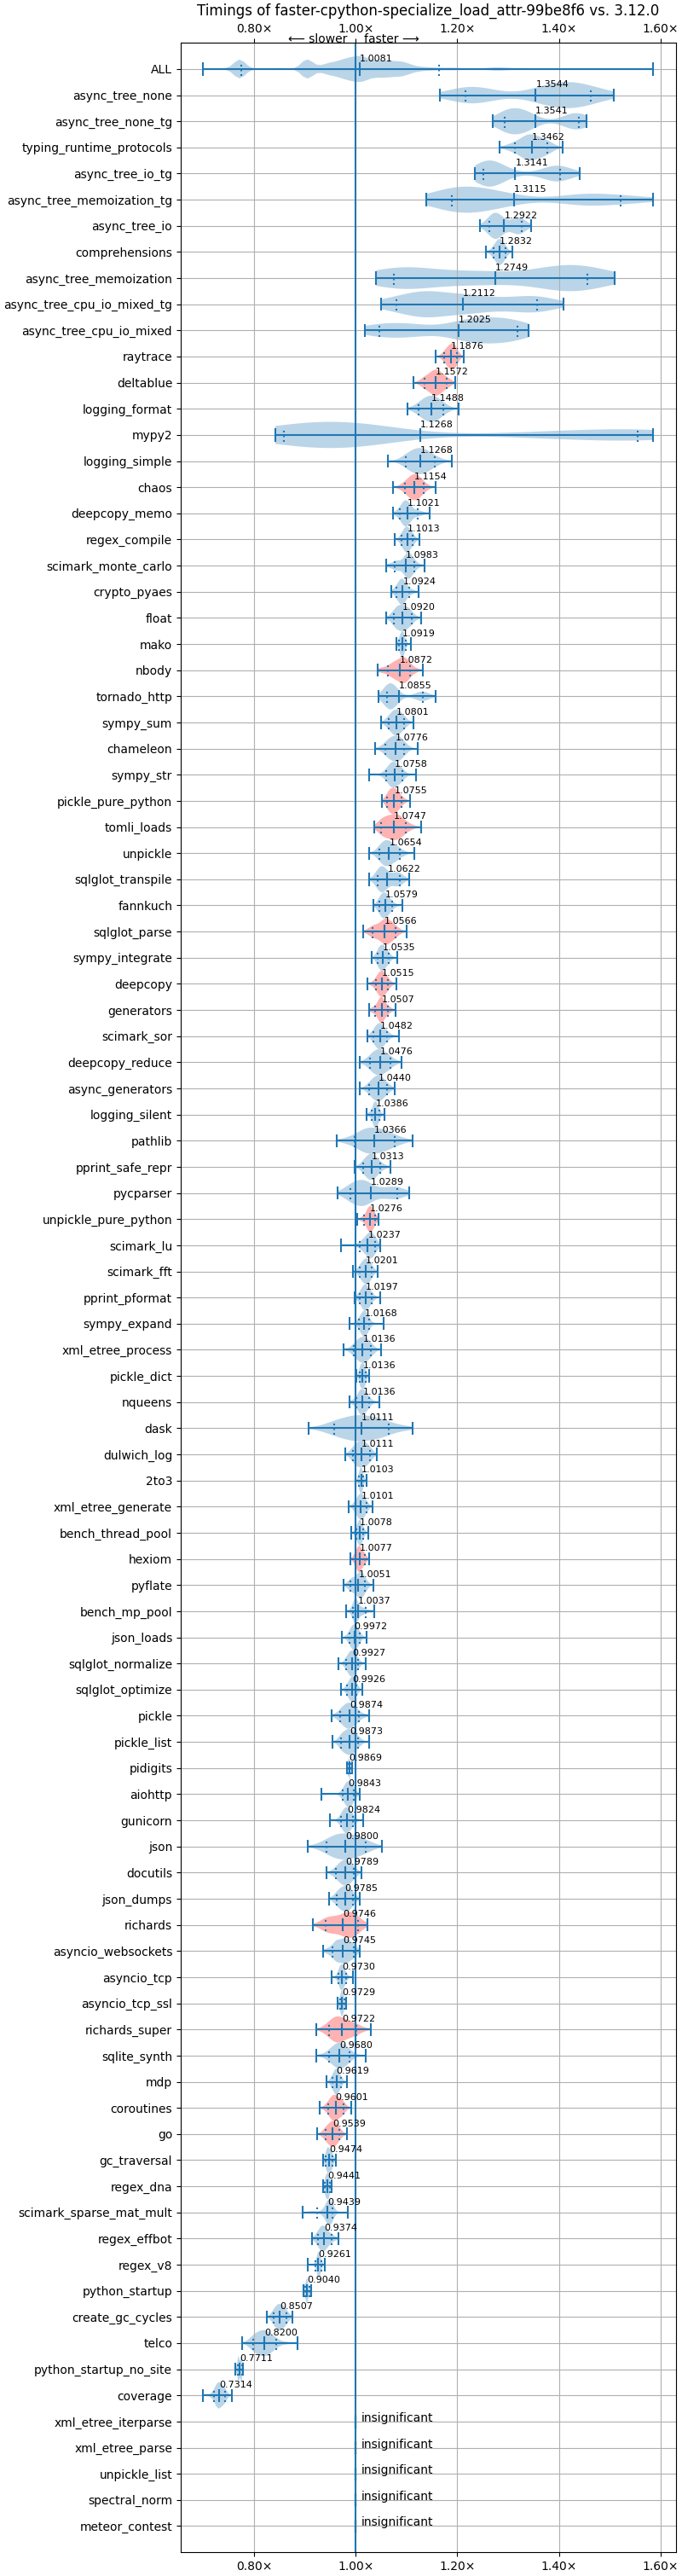 Timings of faster-cpython-specialize_load_attr-99be8f6 vs. 3.12.0
0.80× 1.00× 1.20× 1.40× 1.60×
⟵ slower faster ⟶
ALL 1.0081
async_tree_none 1.3544
async_tree_none_tg 1.3541
typing_runtime_protocols 1.3462
async_tree_io_tg 1.3141
async_tree_memoization_tg 1.3115
async_tree_io 1.2922
comprehensions 1.2832
async_tree_memoization 1.2749
async_tree_cpu_io_mixed_tg 1.2112
async_tree_cpu_io_mixed 1.2025
raytrace 1.1876
deltablue 1.1572
logging_format 1.1488
mypy2 1.1268
logging_simple 1.1268
chaos 1.1154
deepcopy_memo 1.1021
regex_compile 1.1013
scimark_monte_carlo 1.0983
crypto_pyaes 1.0924
float 1.0920
mako 1.0919
nbody 1.0872
tornado_http 1.0855
sympy_sum 1.0801
chameleon 1.0776
sympy_str 1.0758
pickle_pure_python 1.0755
tomli_loads 1.0747
unpickle 1.0654
sqlglot_transpile 1.0622
fannkuch 1.0579
sqlglot_parse 1.0566
sympy_integrate 1.0535
deepcopy 1.0515
generators 1.0507
scimark_sor 1.0482
deepcopy_reduce 1.0476
async_generators 1.0440
logging_silent 1.0386
pathlib 1.0366
pprint_safe_repr 1.0313
pycparser 1.0289
unpickle_pure_python 1.0276
scimark_lu 1.0237
scimark_fft 1.0201
pprint_pformat 1.0197
sympy_expand 1.0168
xml_etree_process 1.0136
pickle_dict 1.0136
nqueens 1.0136
dask 1.0111
dulwich_log 1.0111
2to3 1.0103
xml_etree_generate 1.0101
bench_thread_pool 1.0078
hexiom 1.0077
pyflate 1.0051
bench_mp_pool 1.0037
json_loads 0.9972
sqlglot_normalize 0.9927
sqlglot_optimize 0.9926
pickle 0.9874
pickle_list 0.9873
pidigits 0.9869
aiohttp 0.9843
gunicorn 0.9824
json 0.9800
docutils 0.9789
json_dumps 0.9785
richards 0.9746
asyncio_websockets 0.9745
asyncio_tcp 0.9730
asyncio_tcp_ssl 0.9729
richards_super 0.9722
sqlite_synth 0.9680
mdp 0.9619
coroutines 0.9601
go 0.9539
gc_traversal 0.9474
regex_dna 0.9441
scimark_sparse_mat_mult 0.9439
regex_effbot 0.9374
regex_v8 0.9261
python_startup 0.9040
create_gc_cycles 0.8507
telco 0.8200
python_startup_no_site 0.7711
coverage 0.7314
xml_etree_iterparse insignificant
xml_etree_parse insignificant
unpickle_list insignificant
spectral_norm insignificant
meteor_contest insignificant
0.80× 1.00× 1.20× 1.40× 1.60×